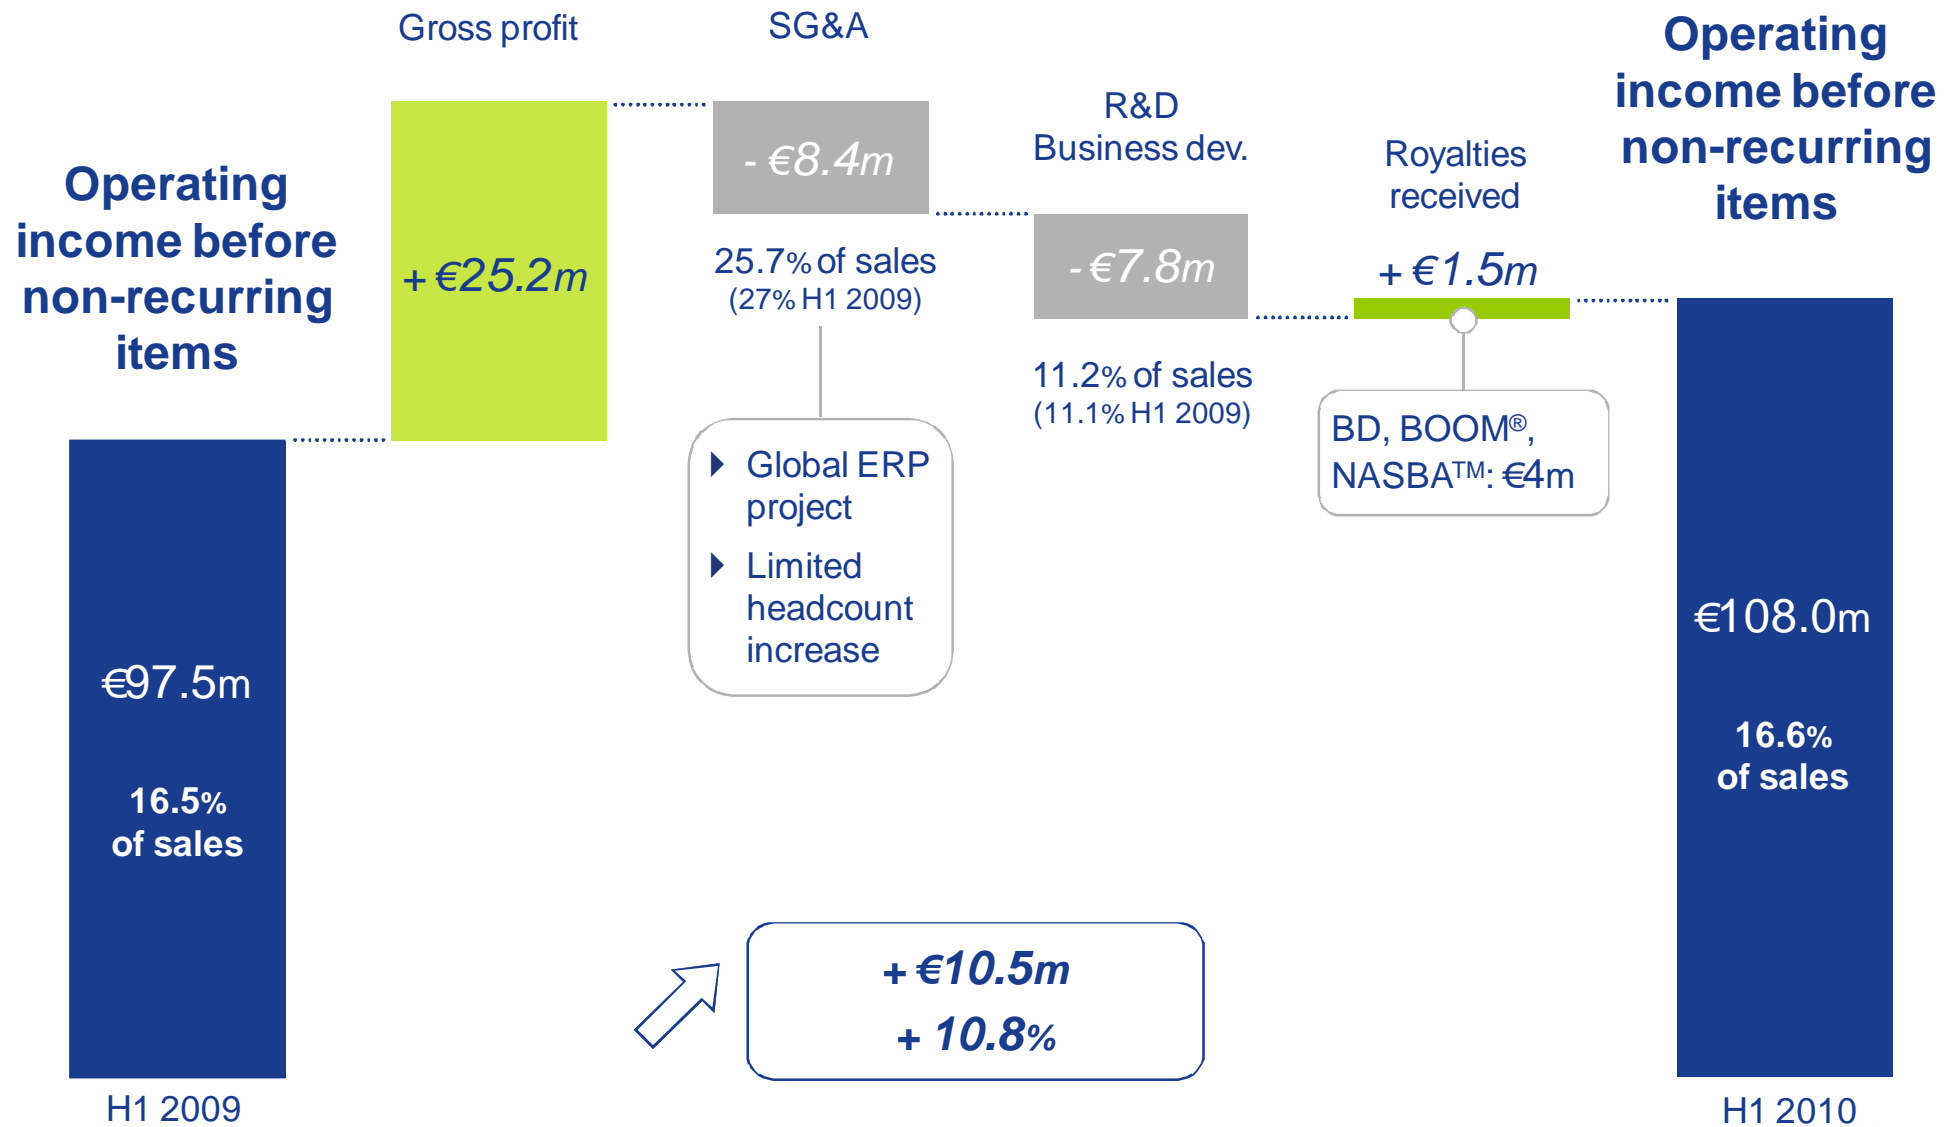 Operating
income before
non-recurring
items
€97.5m
16.5%
of sales
H1 2009
Gross profit
+ €25.2m
SG&A
- €8.4m
25.7% of sales
(27% H1 2009)
Global ERP
project
Limited
headcount
increase
R&D
Business dev.
- €7.8m
11.2% of sales
(11.1% H1 2009)
Royalties
received
+ €1.5m
BD, BOOM®,
NASBA™: €4m
Operating
income before
non-recurring
items
€108.0m
16.6%
of sales
H1 2010
+ €10.5m
+ 10.8%